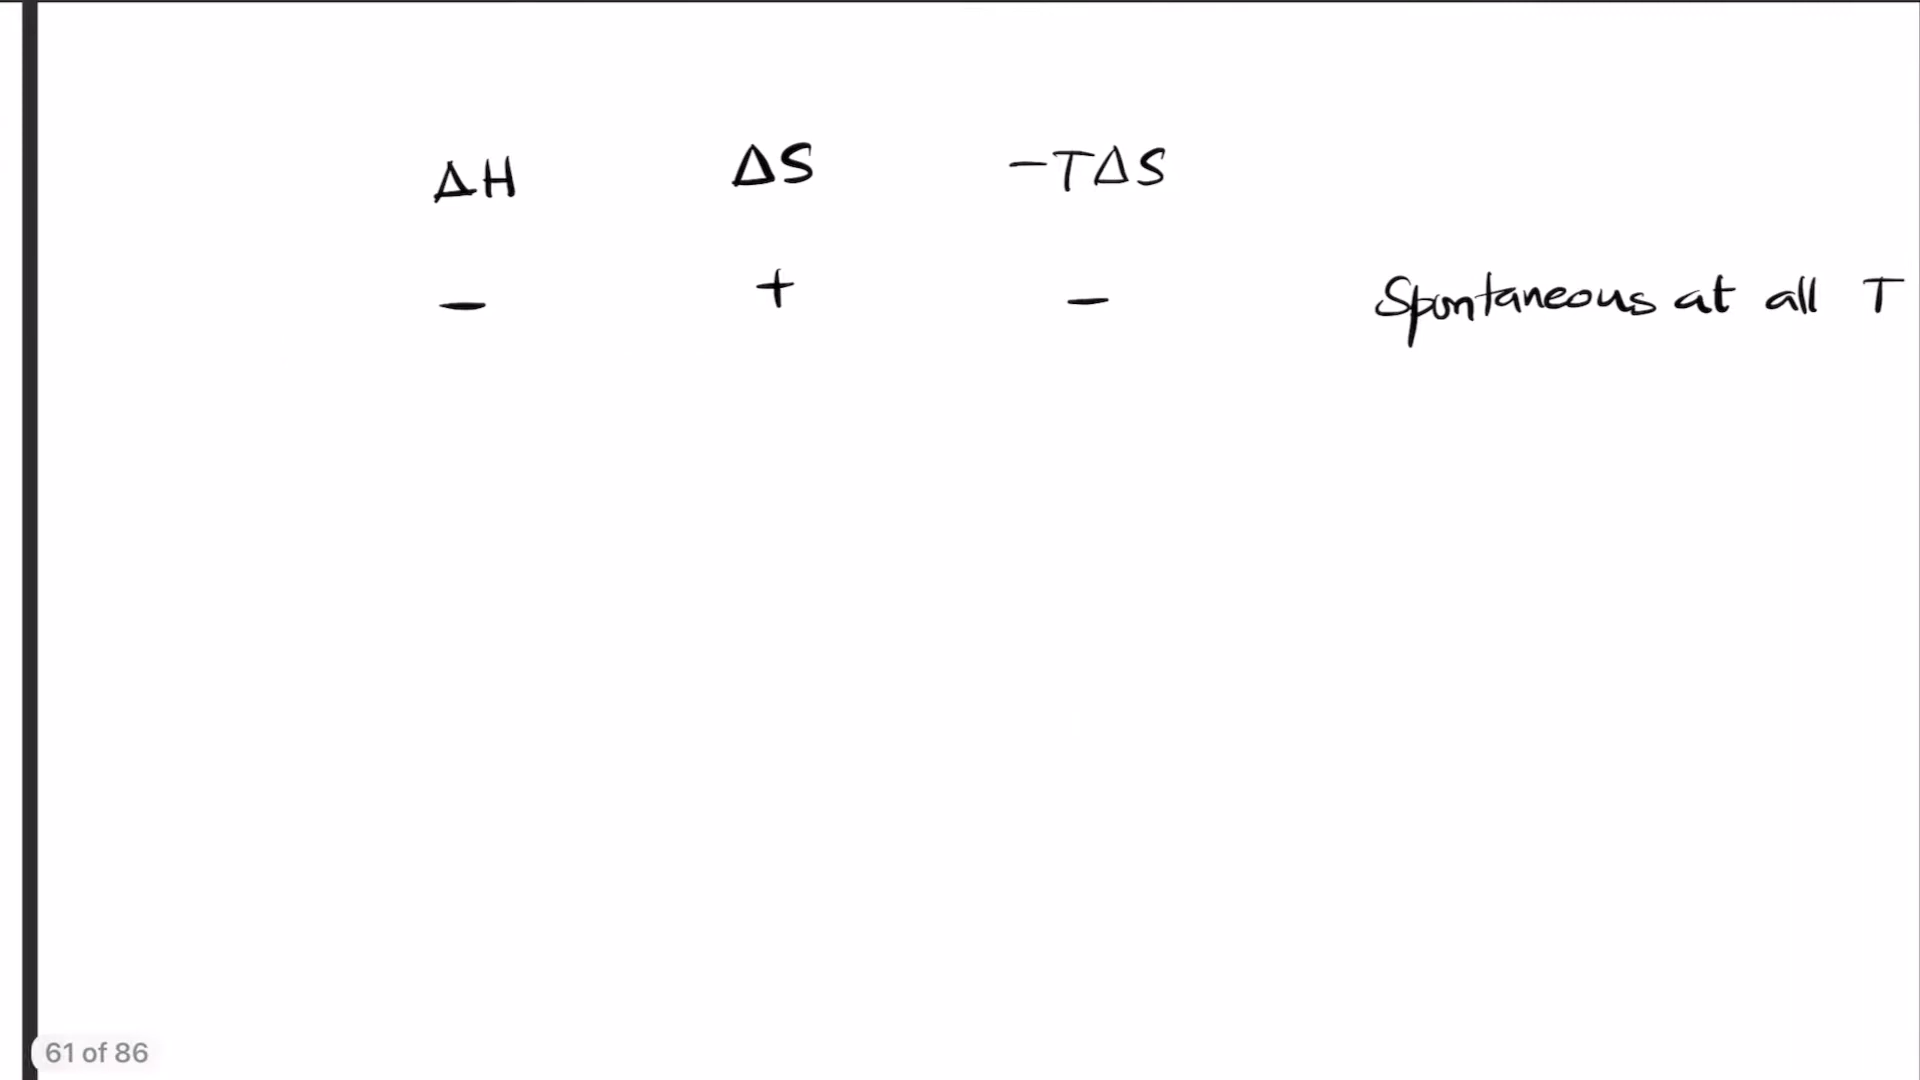 ΔH ΔS -TΔS
- + - Spontaneous at all T
61 of 86